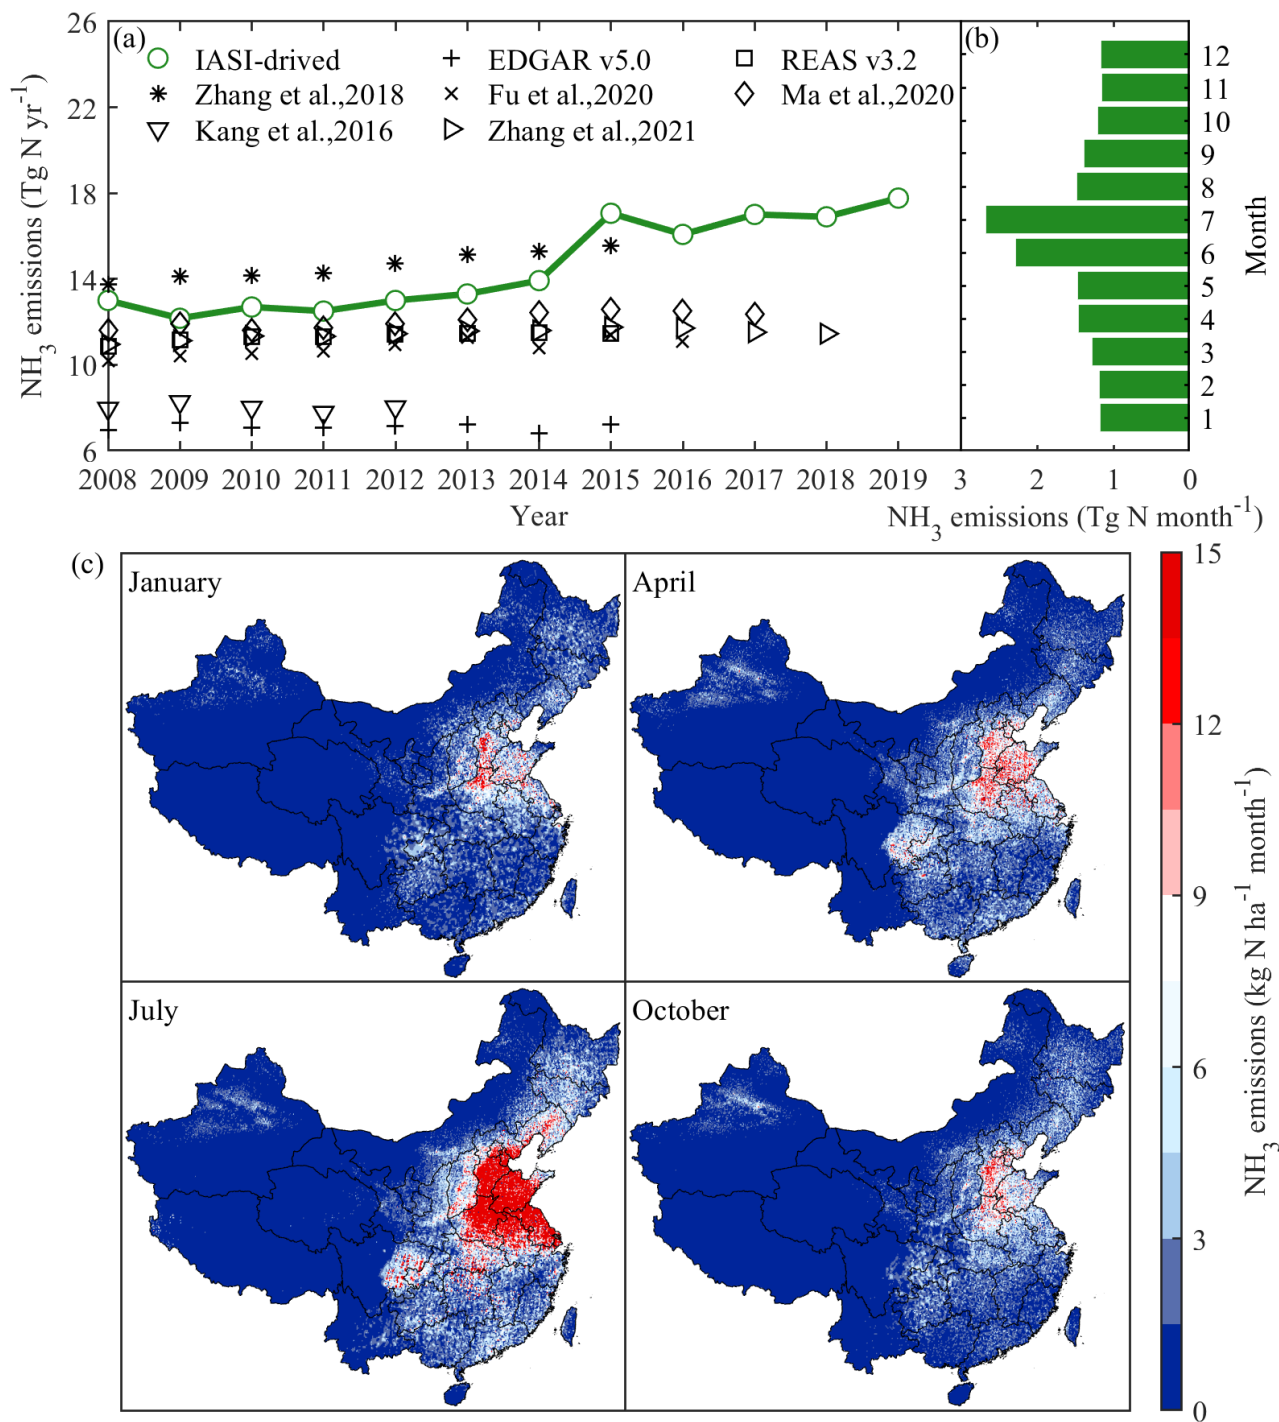 (a)
IASI-drived
EDGAR v5.0
REAS v3.2
Zhang et al.,2018
Fu et al.,2020
Ma et al.,2020
Kang et al.,2016
Zhang et al.,2021
26
22
18
14
10
6
NH3 emissions (Tg N yr-1)
2008 2009 2010 2011 2012 2013 2014 2015 2016 2017 2018 2019
Year
(b)
12
11
10
9
8
7
6
5
4
3
2
1
Month
3 2 1 0
NH3 emissions (Tg N month-1)
(c)
January
April
July
October
15
12
9
6
3
0
NH3 emissions (kg N ha-1 month-1)